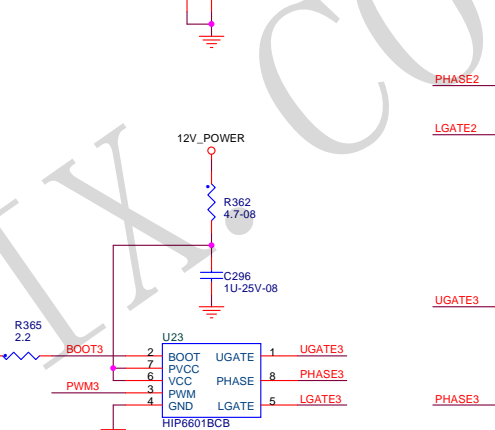 PHASE2
LGATE2
12V_POWER
R362
4.7-08
C296
1U-25V-08
UGATE3
R365
2.2
U23
BOOT3 2 BOOT UGATE 1 UGATE3
7 PVCC
6 VCC PHASE 8 PHASE3
PWM3 3 PWM
4 GND LGATE 5 LGATE3
PHASE3
HIP6601BCB
IX.CO